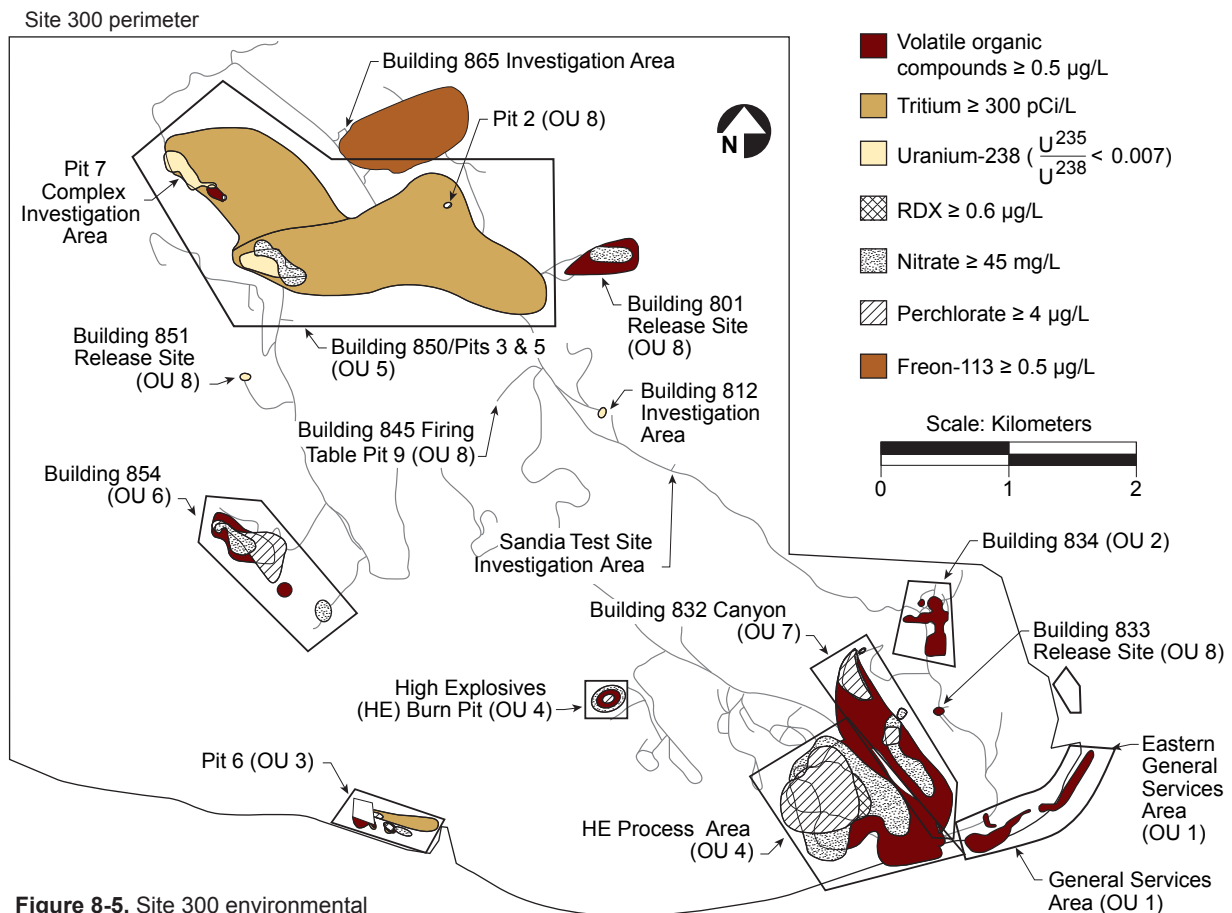 Site 300 perimeter
Building 865 Investigation Area
Pit 2 (OU 8)
N
Pit 7
Complex
Investigation
Area
Building 801
Release Site
(OU 8)
Building 851
Release Site
(OU 8)
Building 850/Pits 3 & 5
(OU 5)
Building 812
Investigation
Area
Building 845 Firing
Table Pit 9 (OU 8)
Building 854
(OU 6)
Sandia Test Site
Investigation Area
Building 834 (OU 2)
Building 832 Canyon
(OU 7)
Building 833
Release Site (OU 8)
High Explosives
(HE) Burn Pit (OU 4)
Pit 6 (OU 3)
Eastern
General
Services
Area
(OU 1)
HE Process Area
(OU 4)
General Services
Area (OU 1)
Volatile organic
compounds ≥ 0.5 µg/L
Tritium ≥ 300 pCi/L
Uranium-238 ( U²³⁵ / U²³⁸ < 0.007)
RDX ≥ 0.6 µg/L
Nitrate ≥ 45 mg/L
Perchlorate ≥ 4 µg/L
Freon-113 ≥ 0.5 µg/L
Scale: Kilometers
0 1 2
Figure 8-5. Site 300 environmental